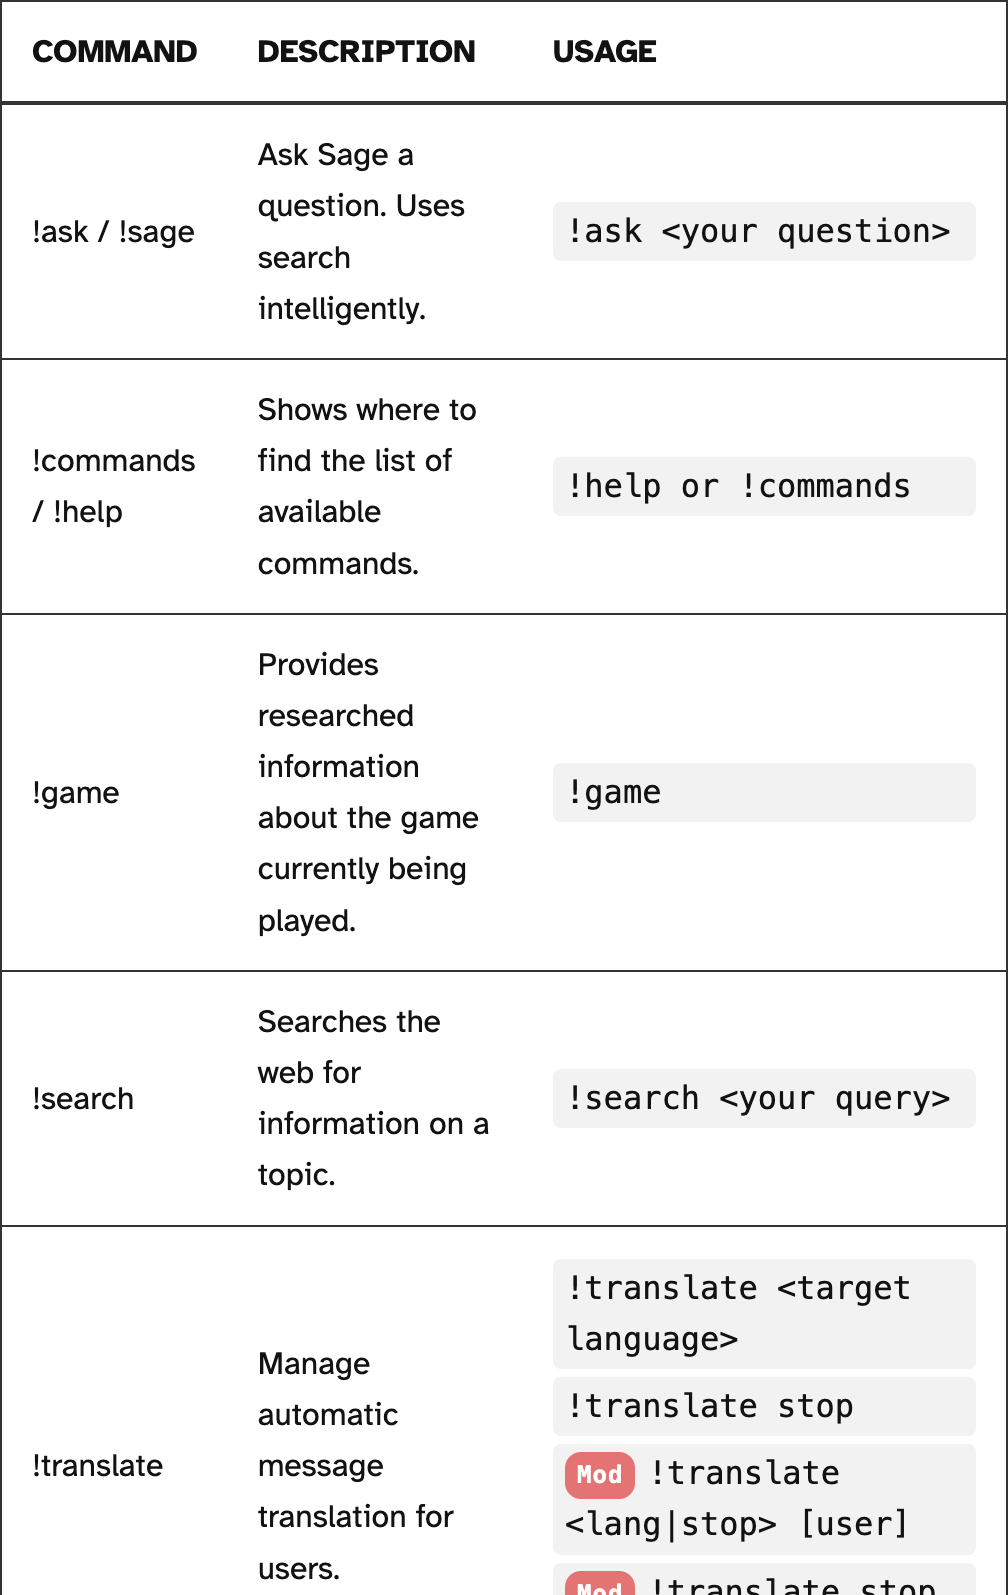 COMMAND DESCRIPTION USAGE
!ask / !sage
Ask Sage a
question. Uses
search
intelligently.
!ask <your question>
!commands
/ !help
Shows where to
find the list of
available
commands.
!help or !commands
!game
Provides
researched
information
about the game
currently being
played.
!game
!search
Searches the
web for
information on a
topic.
!search <your query>
!translate
Manage
automatic
message
translation for
users.
!translate <target
language>
!translate stop
Mod !translate
<lang|stop> [user]
Mod !translate stop